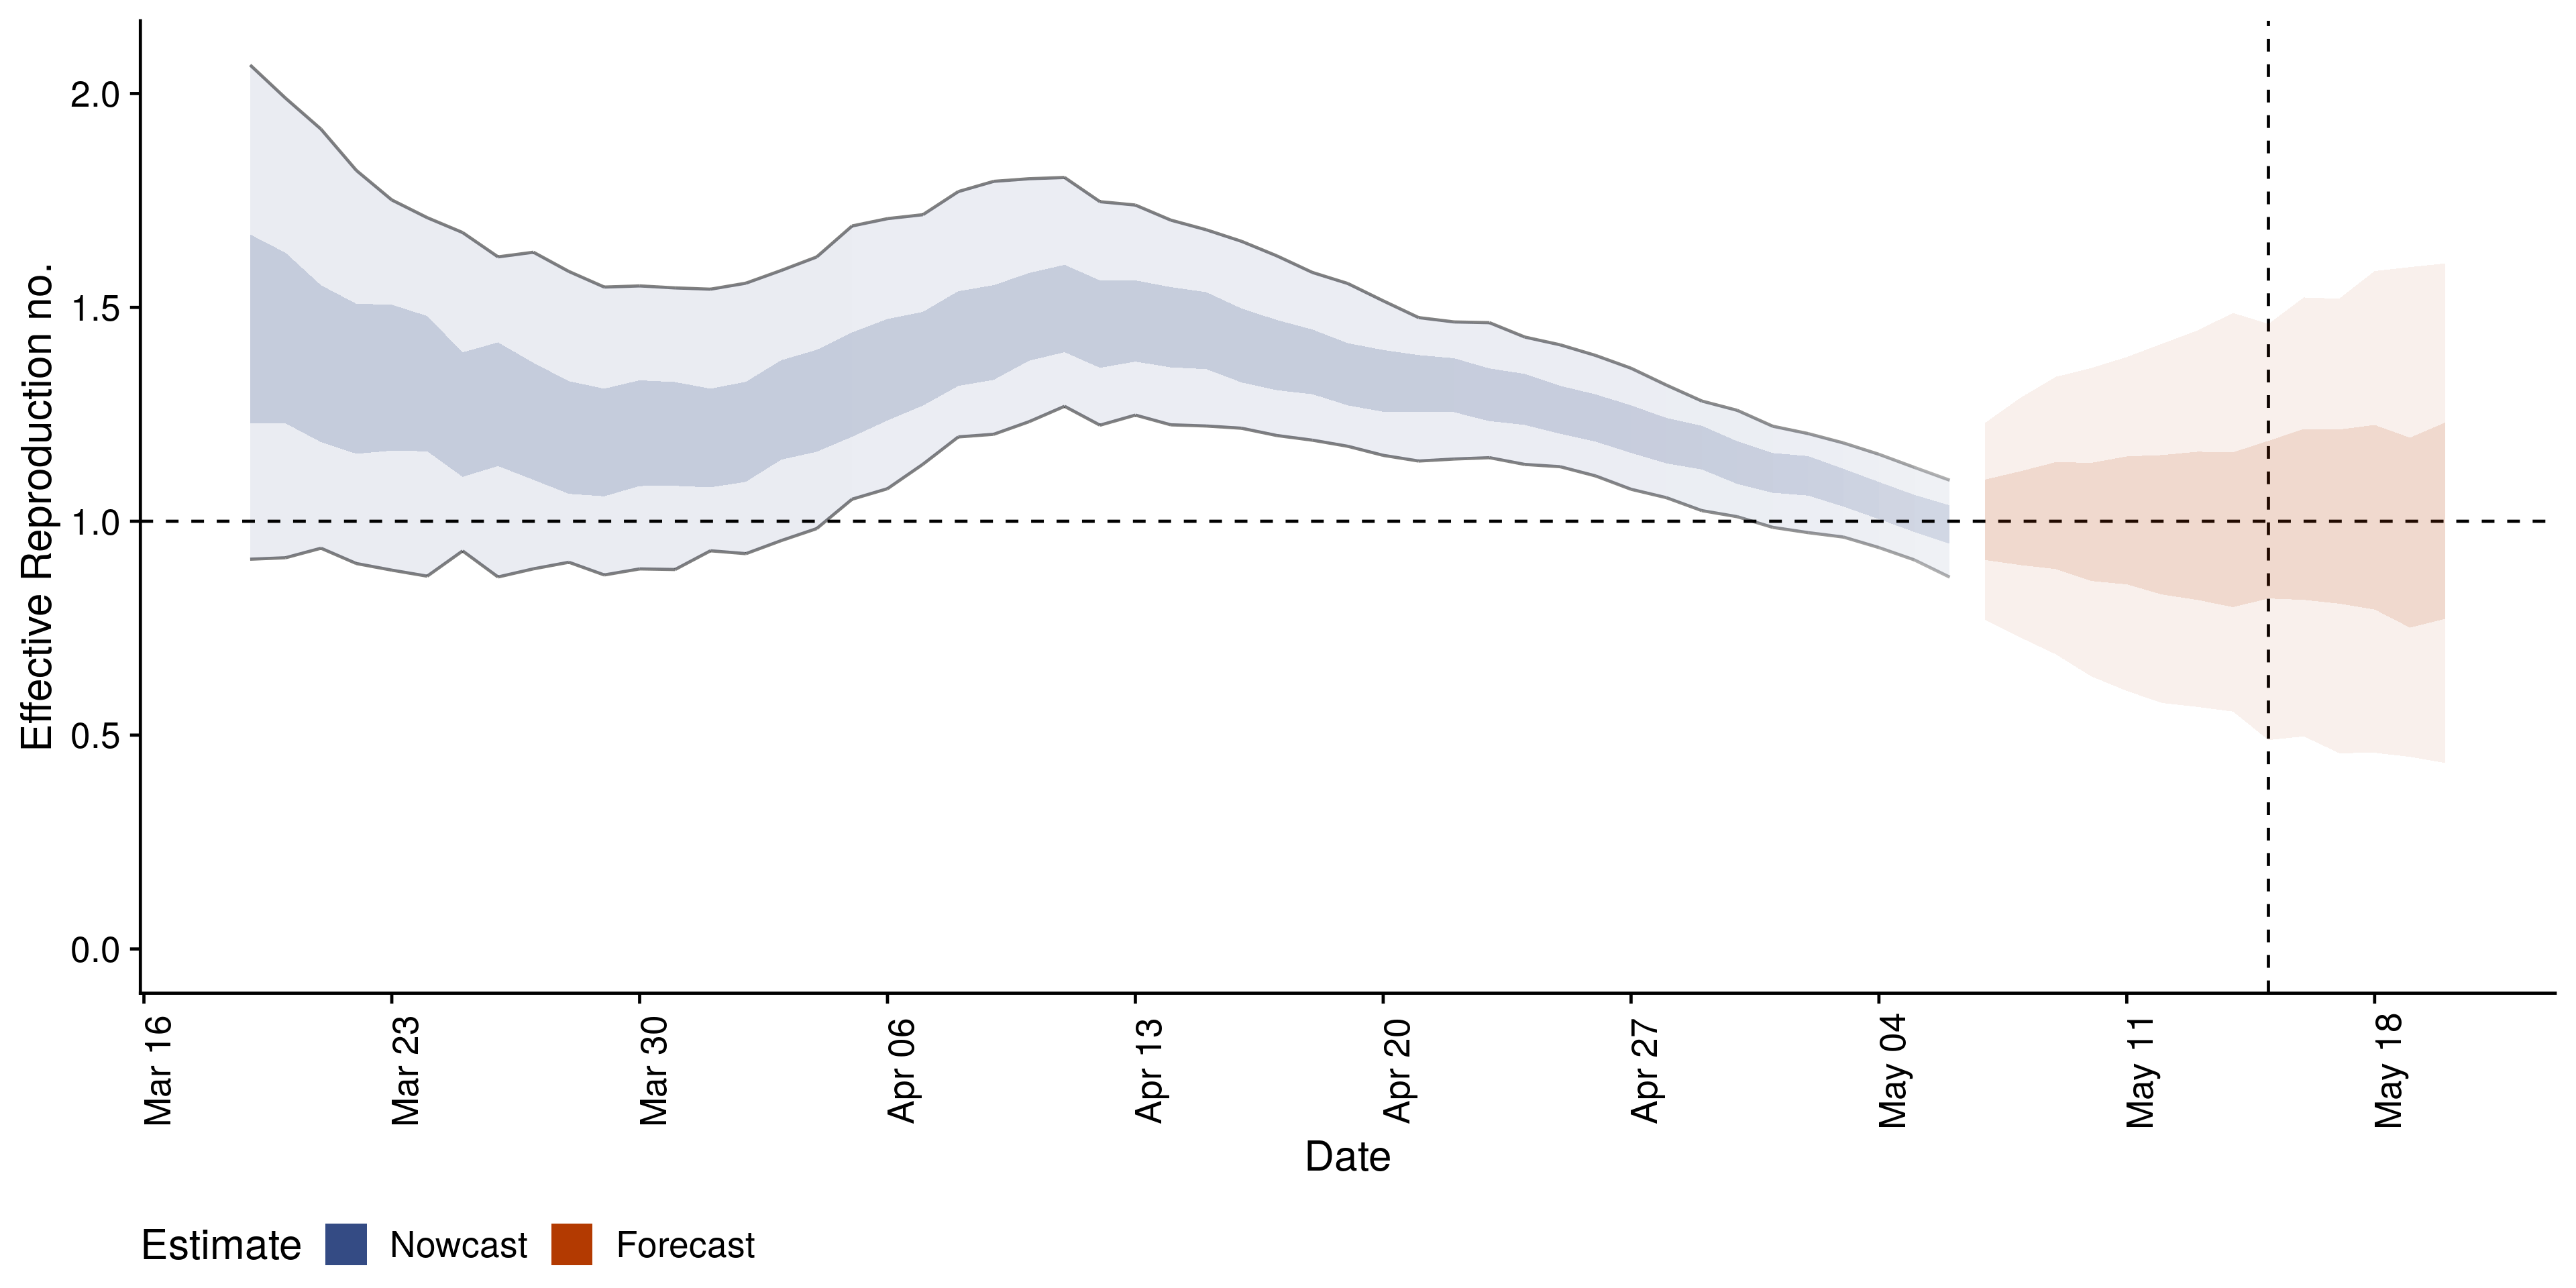 Effective Reproduction no.
2.0
1.5
1.0
0.5
0.0
Mar 16
Mar 23
Mar 30
Apr 06
Apr 13
Apr 20
Apr 27
May 04
May 11
May 18
Date
Estimate Nowcast Forecast